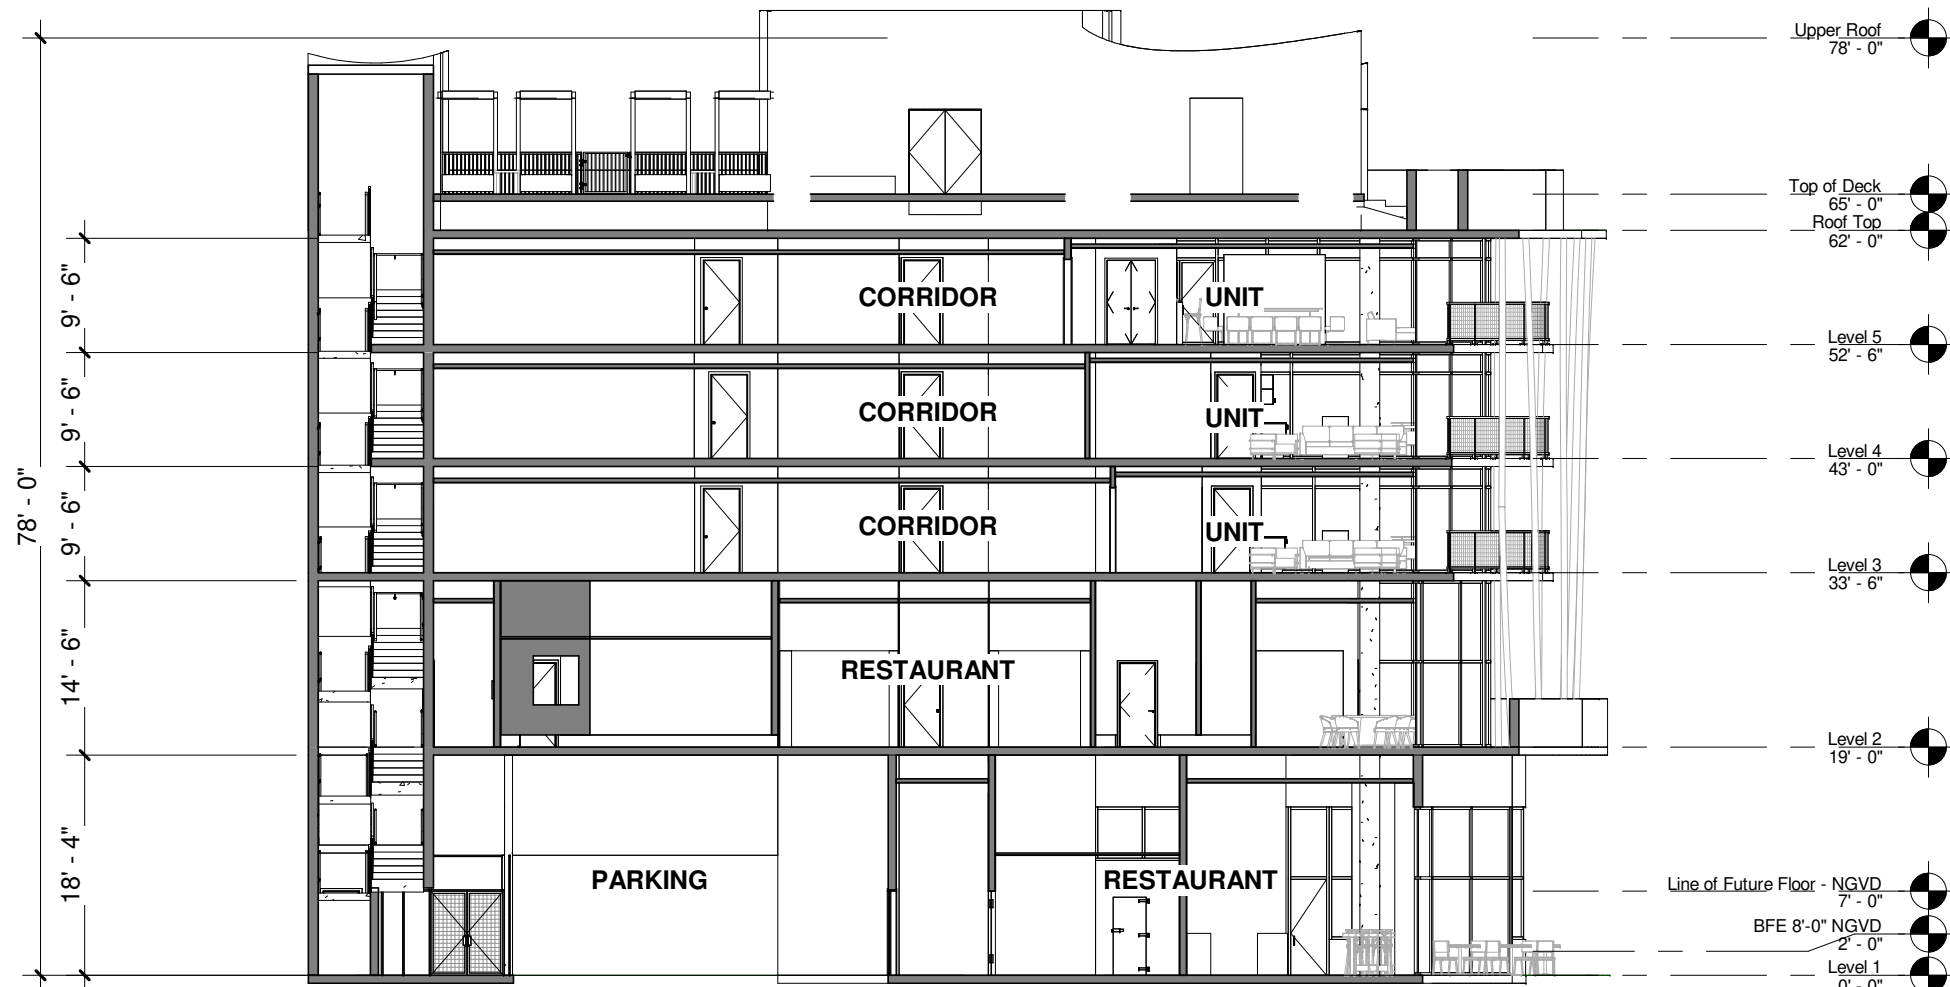 Upper Roof
78' - 0"
Top of Deck
65' - 0"
Roof Top
62' - 0"
9' - 6"
CORRIDOR
UNIT
Level 5
52' - 6"
9' - 6"
CORRIDOR
UNIT
Level 4
43' - 0"
78' - 0"
9' - 6"
CORRIDOR
UNIT
Level 3
33' - 6"
14' - 6"
RESTAURANT
Level 2
19' - 0"
18' - 4"
PARKING
RESTAURANT
Line of Future Floor - NGVD
7' - 0"
BFE 8'-0" NGVD
2' - 0"
Level 1
0' - 0"